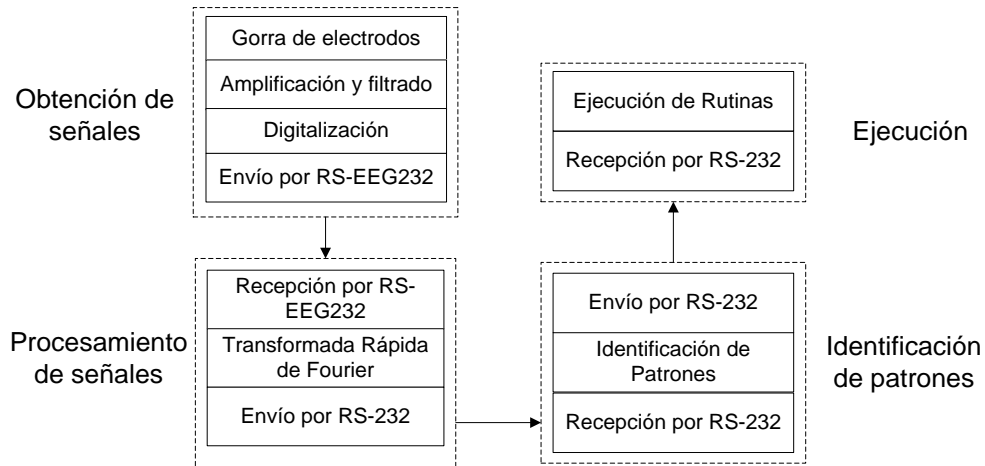 Obtención de
señales
Gorra de electrodos
Amplificación y filtrado
Digitalización
Envío por RS-EEG232
Procesamiento
de señales
Recepción por RS-
EEG232
Transformada Rápida
de Fourier
Envío por RS-232
Ejecución de Rutinas
Recepción por RS-232
Ejecución
Envío por RS-232
Identificación de
Patrones
Recepción por RS-232
Identificación
de patrones